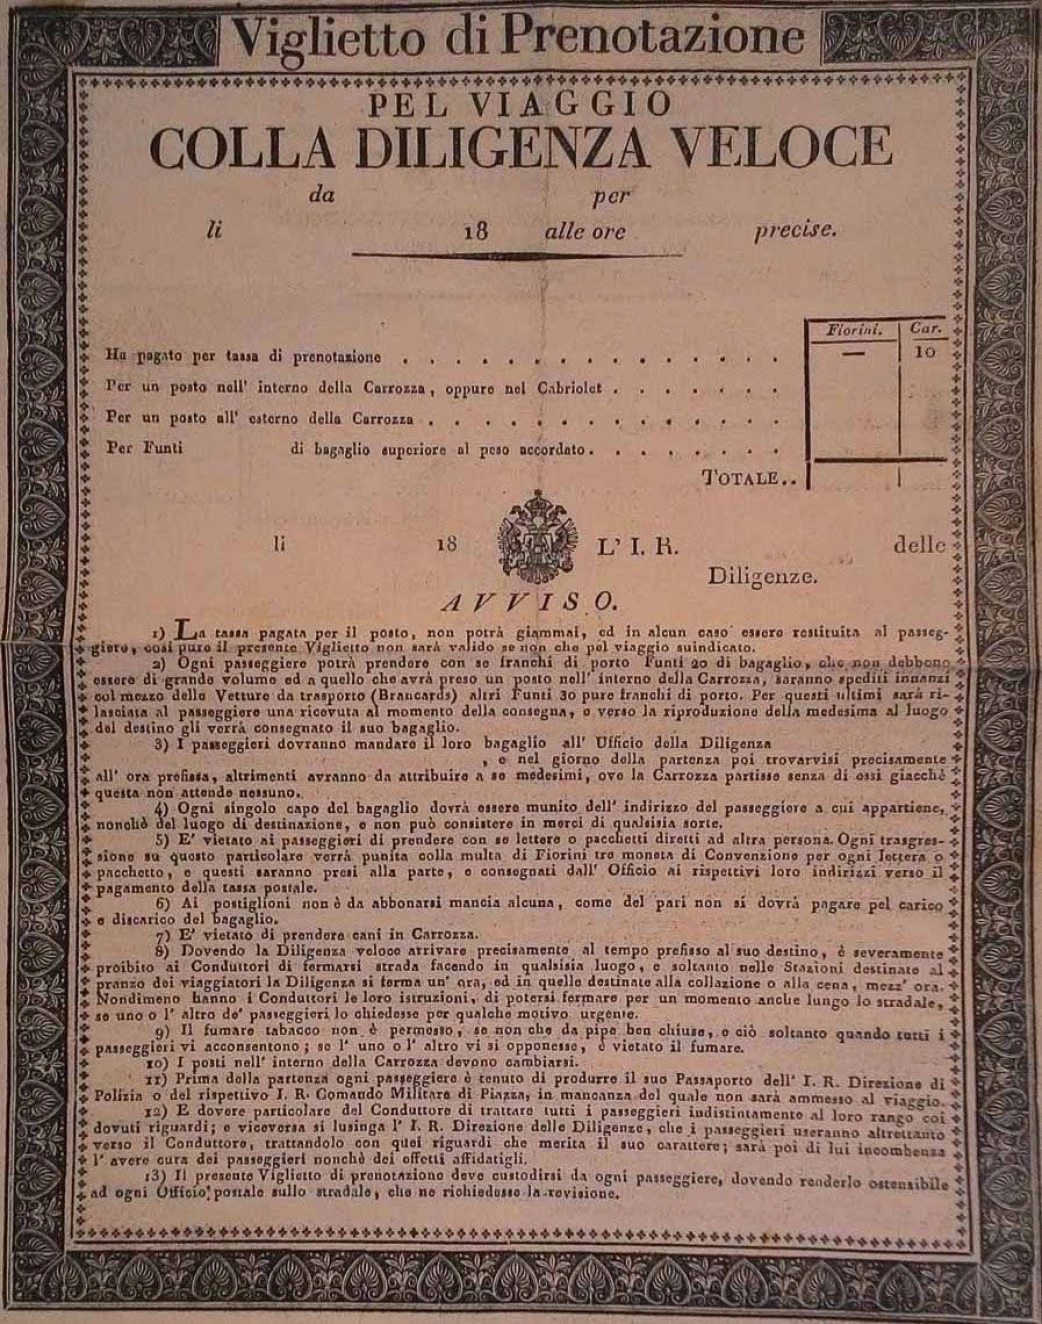 Viglietto di Prenotazione
PEL VIAGGIO
COLLA DILIGENZA VELOCE
da per
li 18 alle ore precise.
Fiorini. Car.
Ha pagato per tassa di prenotazione . . . . . . . . . . . . . — 10
Per un posto nell' interno della Carrozza, oppure nel Cabriolet . . . . . .
Per un posto all' esterno della Carrozza . . . . . . . . . . . .
Per Funti di bagaglio superiore al peso accordato . . . . . . .
TOTALE..
li 18 L' I. R. delle
Diligenze.
AVVISO.
1) La tassa pagata per il posto, non potrà giammai, ed in alcun caso essere restituita al passeg-
giere, così pure il presente Viglietto non sarà valido se non che pel viaggio suindicato.
2) Ogni passeggiere potrà prendere con se franchi di porto Funti 20 di bagaglio, che non debbono
essere di grande volume ed a quello che avrà preso un posto nell' interno della Carrozza, saranno spediti innanzi
col mezzo delle Vetture da trasporto (Brancards) altri Funti 30 pure franchi di porto. Per questi ultimi sarà ri-
lasciata al passeggiere una ricevuta al momento della consegna, e verso la riproduzione della medesima al luogo
del destino gli verrà consegnato il suo bagaglio.
3) I passeggieri dovranno mandare il loro bagaglio all' Ufficio della Diligenza
, e nel giorno della partenza poi trovarvisi precisamente
all' ora prefissa, altrimenti avranno da attribuire a se medesimi, ove la Carrozza partisse senza di essi giacchè
questa non attende nessuno.
4) Ogni singolo capo del bagaglio dovrà essere munito dell' indirizzo del passeggiere a cui appartiene,
nonchè del luogo di destinazione, e non può consistere in merci di qualsisia sorte.
5) E' vietato ai passeggieri di prendere con se lettere o pacchetti diretti ad altra persona. Ogni trasgres-
sione su questo particolare verrà punita colla multa di Fiorini tre moneta di Convenzione per ogni lettera o
pacchetto, e questi saranno presi alla parte, e consegnati dall' Officio ai rispettivi loro indirizzi verso il
pagamento della tassa postale.
6) Ai postiglioni non è da abbonarsi mancia alcuna, come del pari non si dovrà pagare pel carico
e discarico del bagaglio.
7) E' vietato di prendere cani in Carrozza.
8) Dovendo la Diligenza veloce arrivare precisamente al tempo prefisso al suo destino, è severamente
proibito ai Conduttori di fermarsi strada facendo in qualsisia luogo, e soltanto nelle Stazioni destinate al
pranzo dei viaggiatori la Diligenza si ferma un' ora, ed in quelle destinate alla collazione o alla cena, mezz' ora.
Nondimeno hanno i Conduttori le loro istruzioni, di potersi fermare per un momento anche lungo lo stradale,
se uno o l' altro de' passeggieri lo chiedesse per qualche motivo urgente.
9) Il fumare tabacco non è permesso, se non che da pipe ben chiuse, e ciò soltanto quando tutti i
passeggieri vi acconsentono; se l' uno o l' altro vi si opponesse, è vietato il fumare.
10) I posti nell' interno della Carrozza devono cambiarsi.
11) Prima della partenza ogni passeggiere è tenuto di produrre il suo Passaporto dell' I. R. Direzione di
Polizia o del rispettivo I. R. Comando Militare di Piazza, in mancanza del quale non sarà ammesso al viaggio.
12) E dovere particolare del Conduttore di trattare tutti i passeggieri indistintamente al loro rango coi
dovuti riguardi; e viceversa si lusinga l' I. R. Direzione delle Diligenze, che i passeggieri useranno altrettanto
verso il Conduttore, trattandolo con quei riguardi che merita il suo carattere; sarà poi di lui incombenza
l' avere cura dei passeggieri nonchè dei effetti affidatigli.
13) Il presente Viglietto di prenotazione deve custodirsi da ogni passeggiere, dovendo renderlo ostensibile
ad ogni Officio postale sullo stradale, che ne richiedesse la revisione.